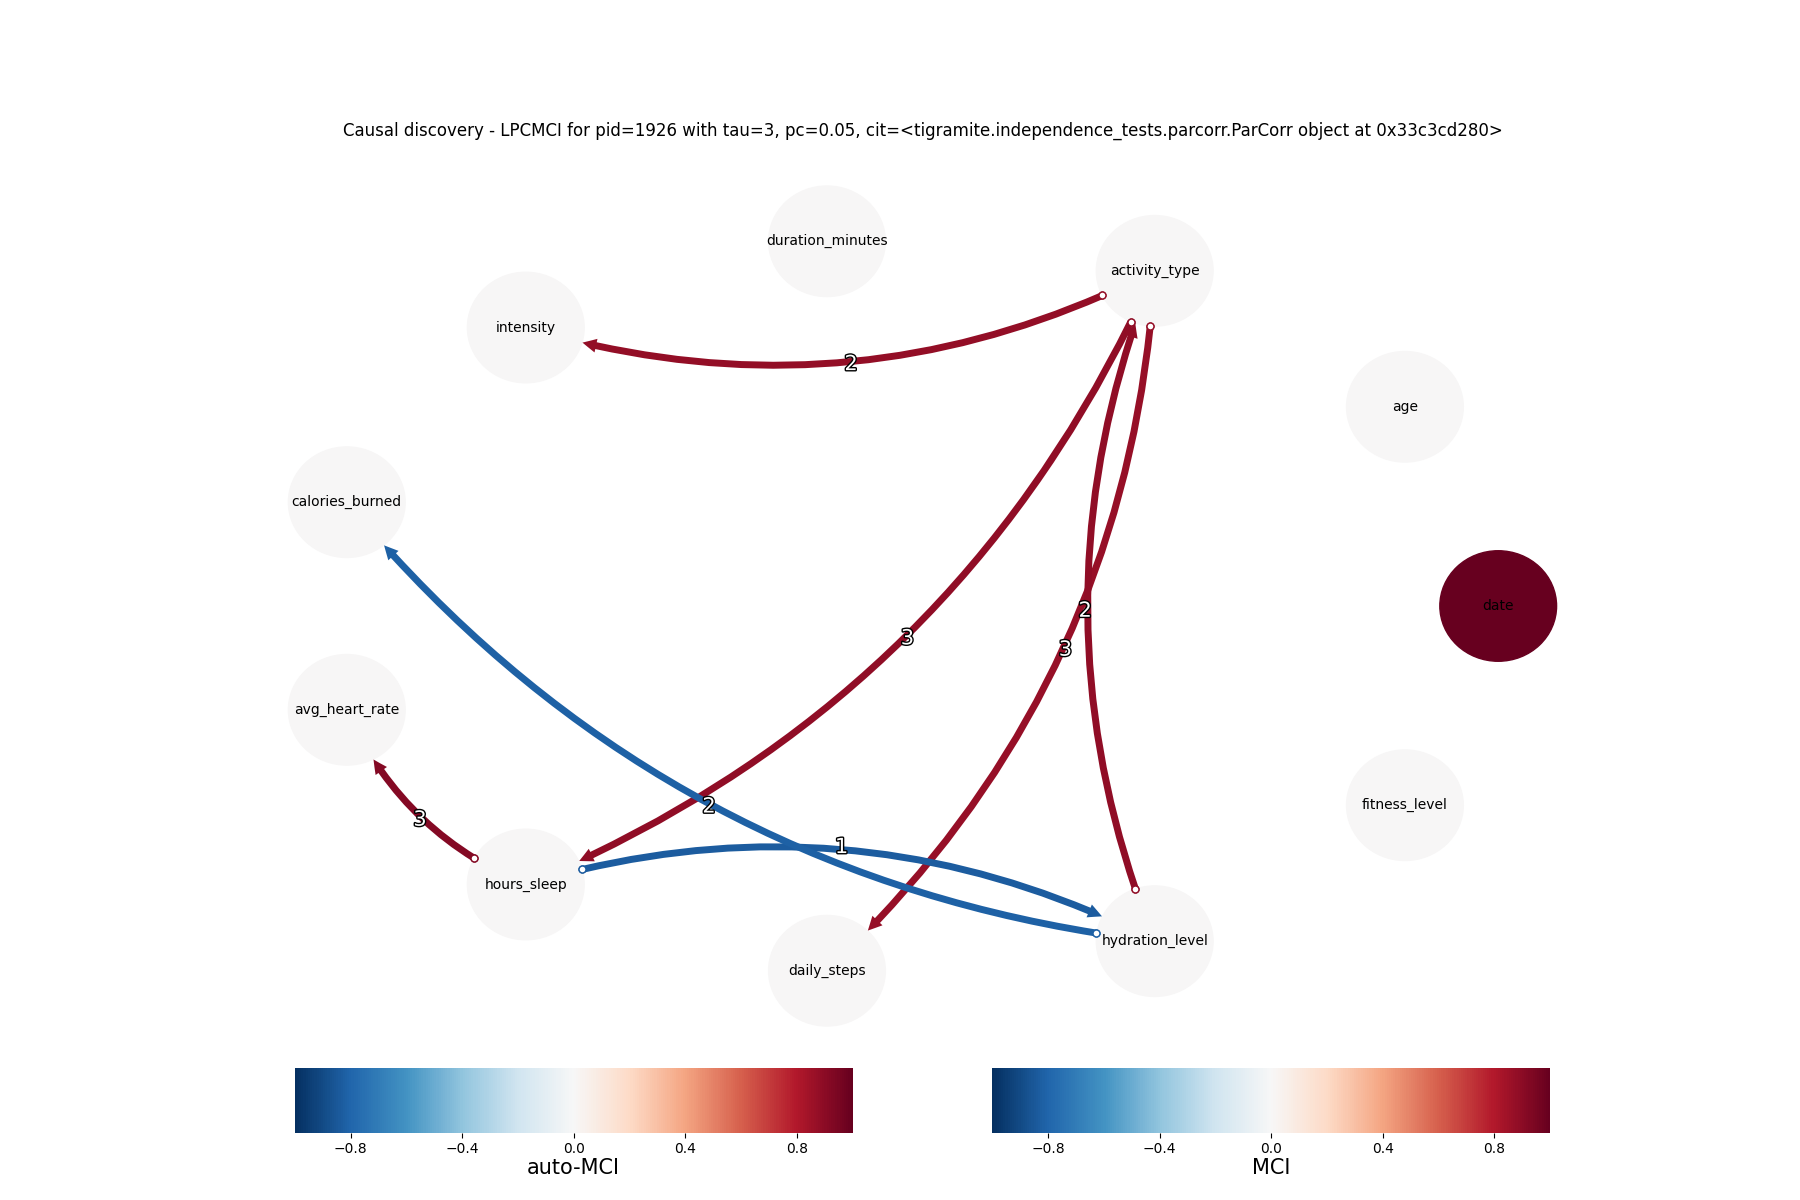 Causal discovery - LPCMCI for pid=1926 with tau=3, pc=0.05, cit=<tigramite.independence_tests.parcorr.ParCorr object at 0x33c3cd280>
duration_minutes
activity_type
intensity
2
age
calories_burned
date
2
3
3
avg_heart_rate
2
fitness_level
3
1
hours_sleep
hydration_level
daily_steps
−0.8 −0.4 0.0 0.4 0.8
auto-MCI
−0.8 −0.4 0.0 0.4 0.8
MCI